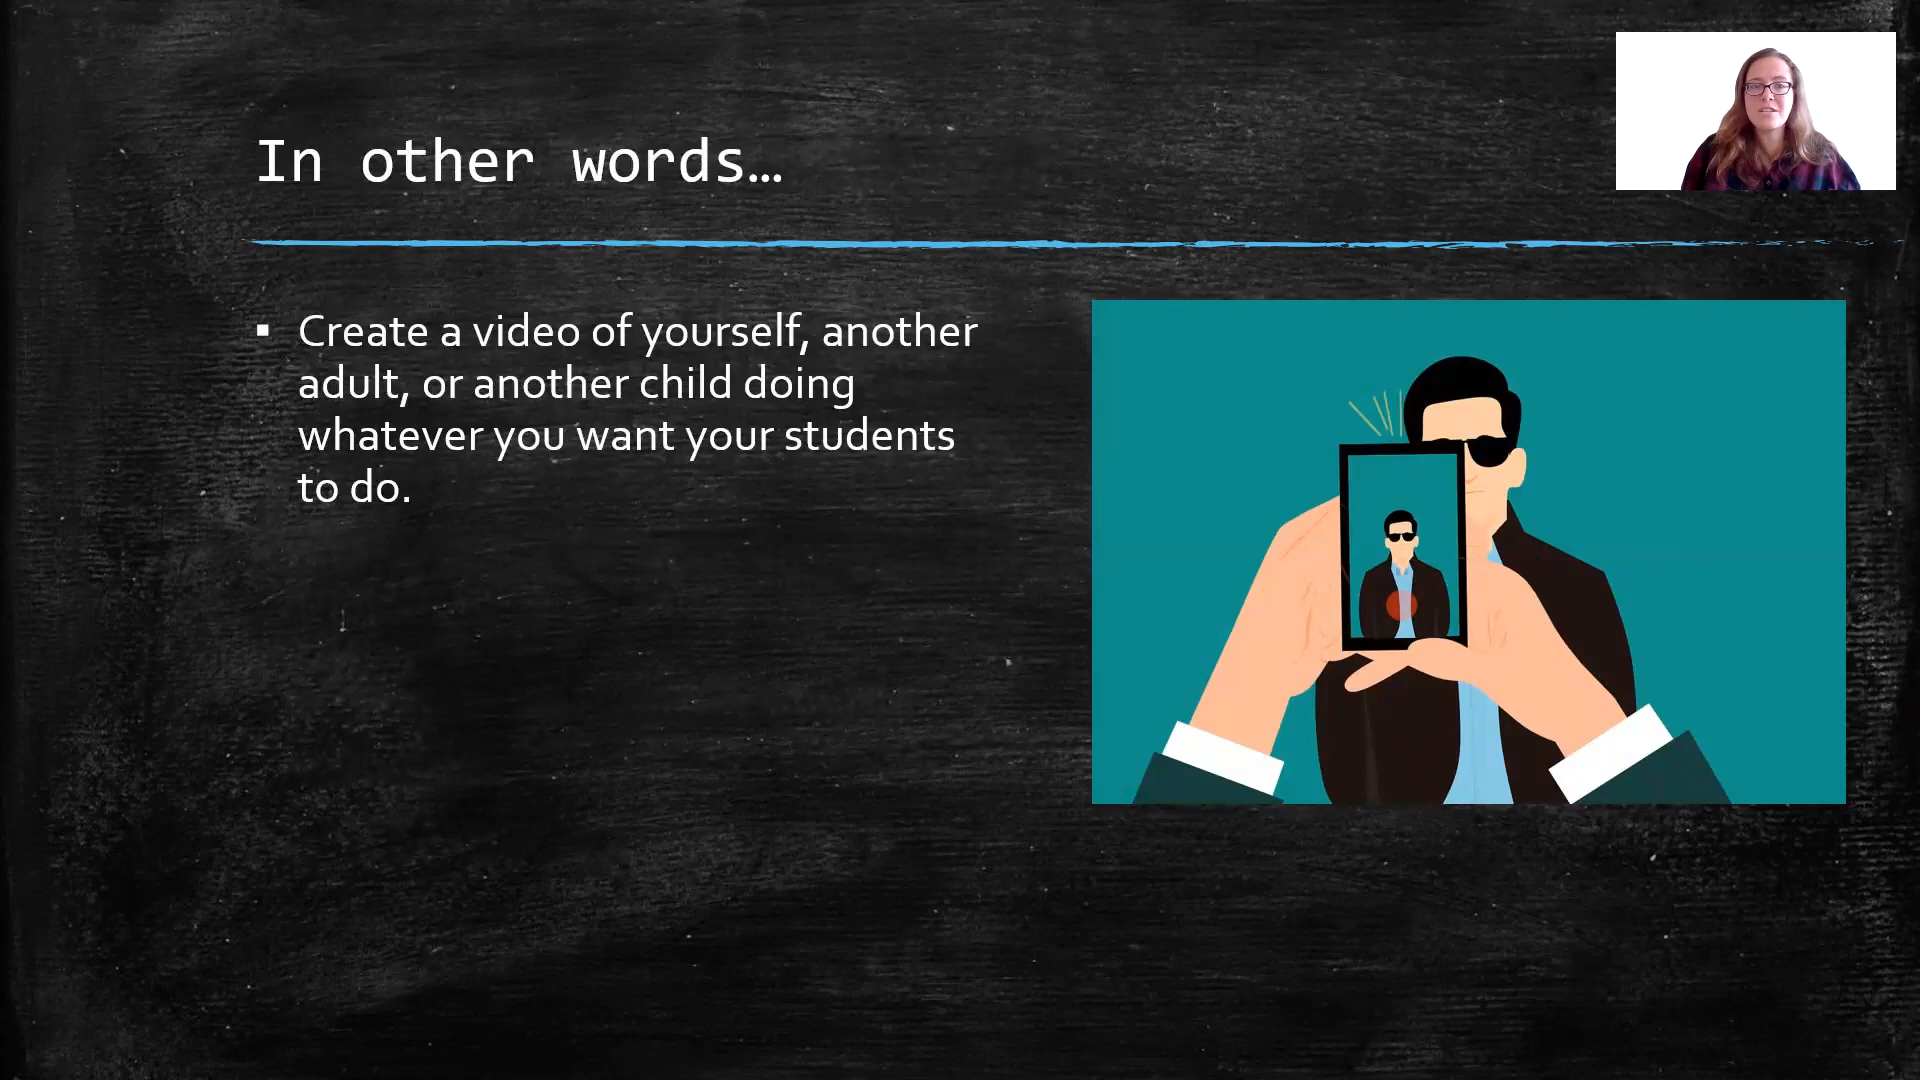 In other words…
▪ Create a video of yourself, another
adult, or another child doing
whatever you want your students
to do.